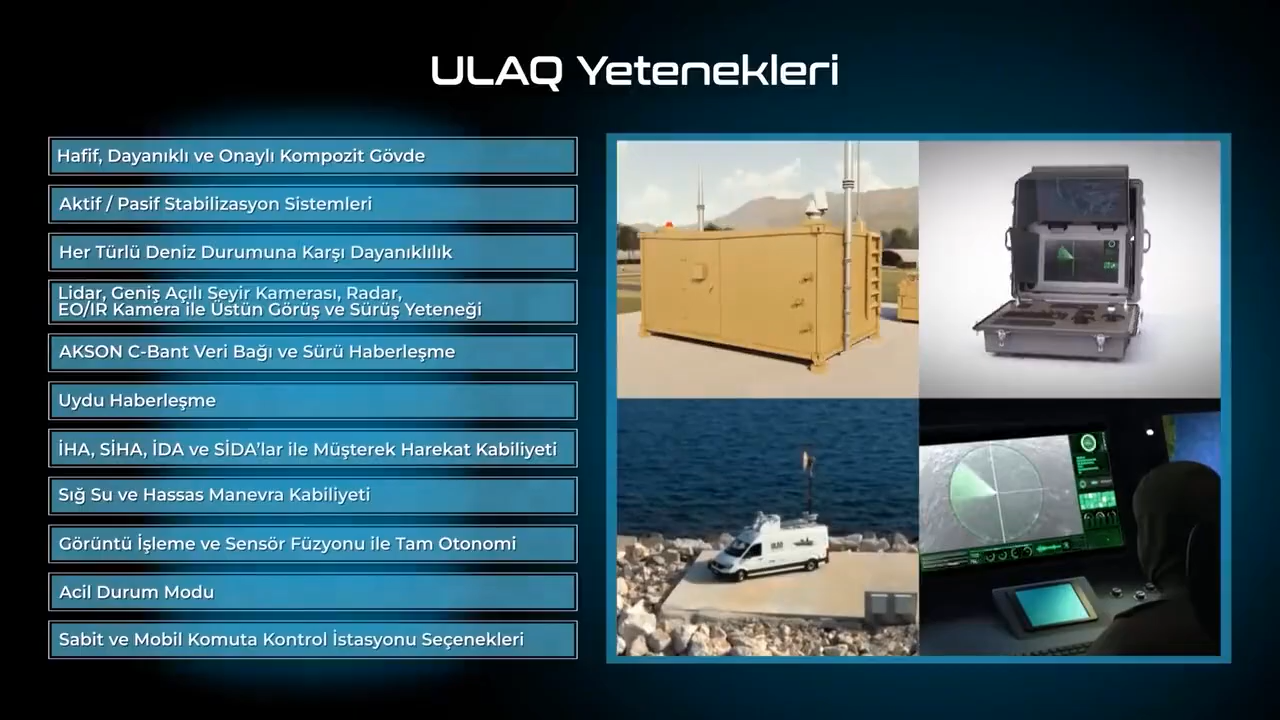 ULAQ Yetenekleri
Hafif, Dayanıklı ve Onaylı Kompozit Gövde
Aktif / Pasif Stabilizasyon Sistemleri
Her Türlü Deniz Durumuna Karşı Dayanıklılık
Lidar, Geniş Açılı Seyir Kamerası, Radar,
EO/IR Kamera ile Üstün Görüş ve Sürüş Yeteneği
AKSON C-Bant Veri Bağı ve Sürü Haberleşme
Uydu Haberleşme
İHA, SİHA, İDA ve SİDA’lar ile Müşterek Harekat Kabiliyeti
Sığ Su ve Hassas Manevra Kabiliyeti
Görüntü İşleme ve Sensör Füzyonu ile Tam Otonomi
Acil Durum Modu
Sabit ve Mobil Komuta Kontrol İstasyonu Seçenekleri
ULAQ